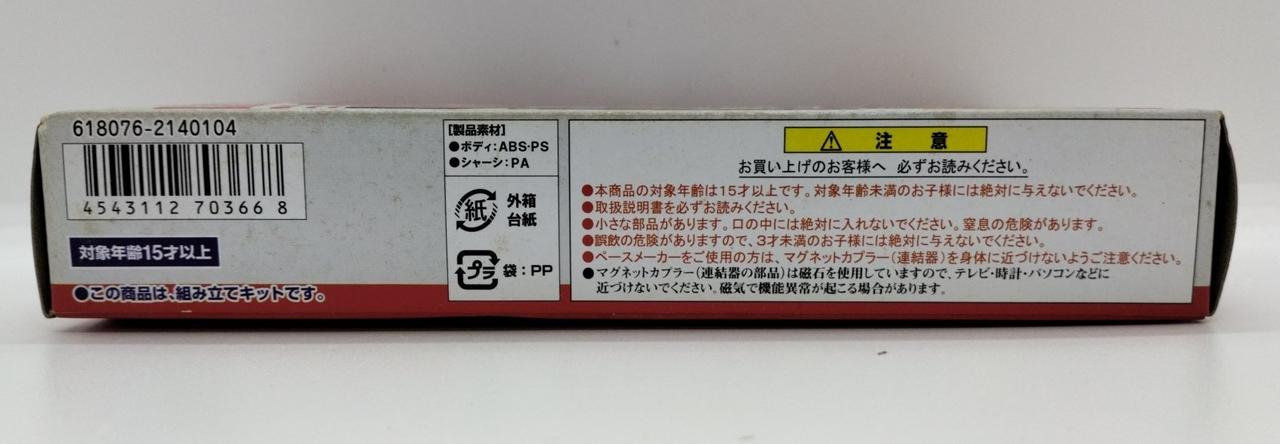 618076-2140104
4543112 70366 8
対象年齢15才以上
●この商品は、組み立てキットです。
[製品素材]
●ボディ:ABS・PS
●シャーシ:PA
紙
外箱
台紙
プラ
袋:PP
注意
お買い上げのお客様へ 必ずお読みください。
●本商品の対象年齢は15才以上です。対象年齢未満のお子様には絶対に与えないでください。
●取扱説明書を必ずお読みください。
●小さな部品があります。口の中には絶対に入れないでください。窒息の危険があります。
●誤飲の危険がありますので、3才未満のお子様には絶対に与えないでください。
●ペースメーカーをご使用の方は、マグネットカプラー(連結器)を身体に近づけないようご注意ください。
●マグネットカプラー(連結器の部品)は磁石を使用していますので、テレビ・時計・パソコンなどに
近づけないでください。磁気で機能異常が起こる場合があります。